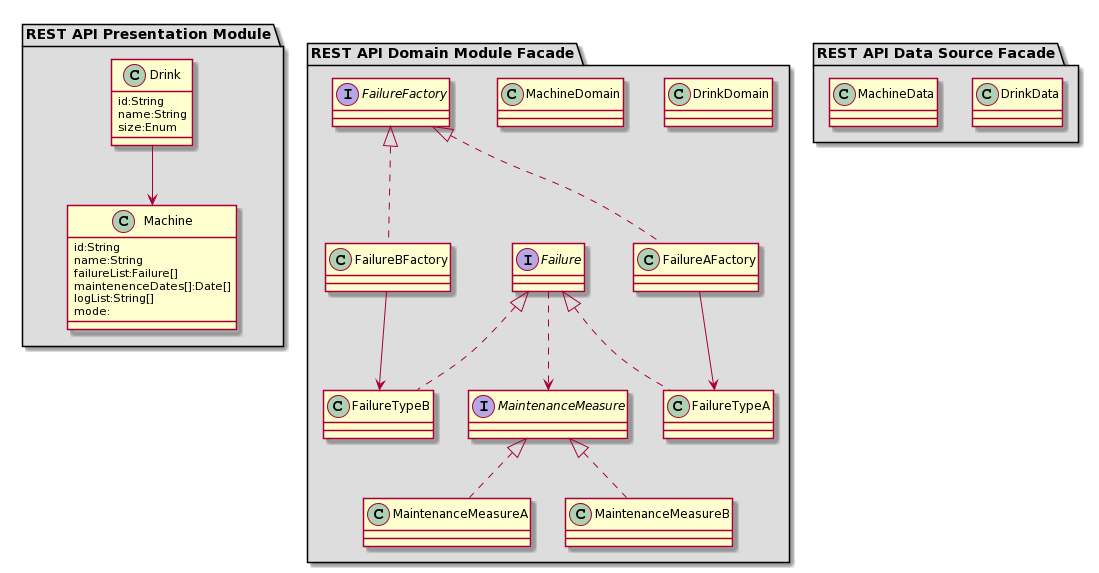 REST API Presentation Module
C Drink
id:String
name:String
size:Enum
C Machine
id:String
name:String
failureList:Failure[]
maintenenceDates[]:Date[]
logList:String[]
mode:
REST API Domain Module Facade
I FailureFactory
C MachineDomain
C DrinkDomain
C FailureBFactory
I Failure
C FailureAFactory
C FailureTypeB
I MaintenanceMeasure
C FailureTypeA
C MaintenanceMeasureA
C MaintenanceMeasureB
REST API Data Source Facade
C MachineData
C DrinkData